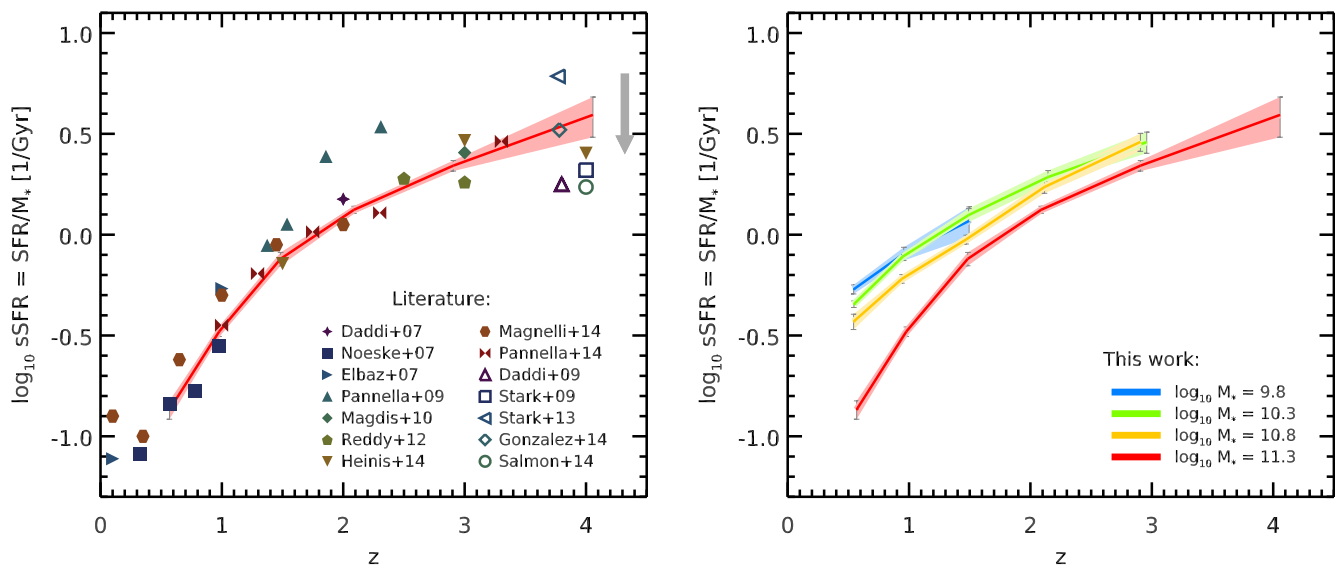 log₁₀ sSFR = SFR/M⁎ [1/Gyr]
1.0
0.5
0.0
-0.5
-1.0
0 1 2 3 4
z
Literature:
Daddi+07
Noeske+07
Elbaz+07
Pannella+09
Magdis+10
Reddy+12
Heinis+14
Magnelli+14
Pannella+14
Daddi+09
Stark+09
Stark+13
Gonzalez+14
Salmon+14
log₁₀ sSFR = SFR/M⁎ [1/Gyr]
1.0
0.5
0.0
-0.5
-1.0
0 1 2 3 4
z
This work:
log₁₀ M⁎ = 9.8
log₁₀ M⁎ = 10.3
log₁₀ M⁎ = 10.8
log₁₀ M⁎ = 11.3